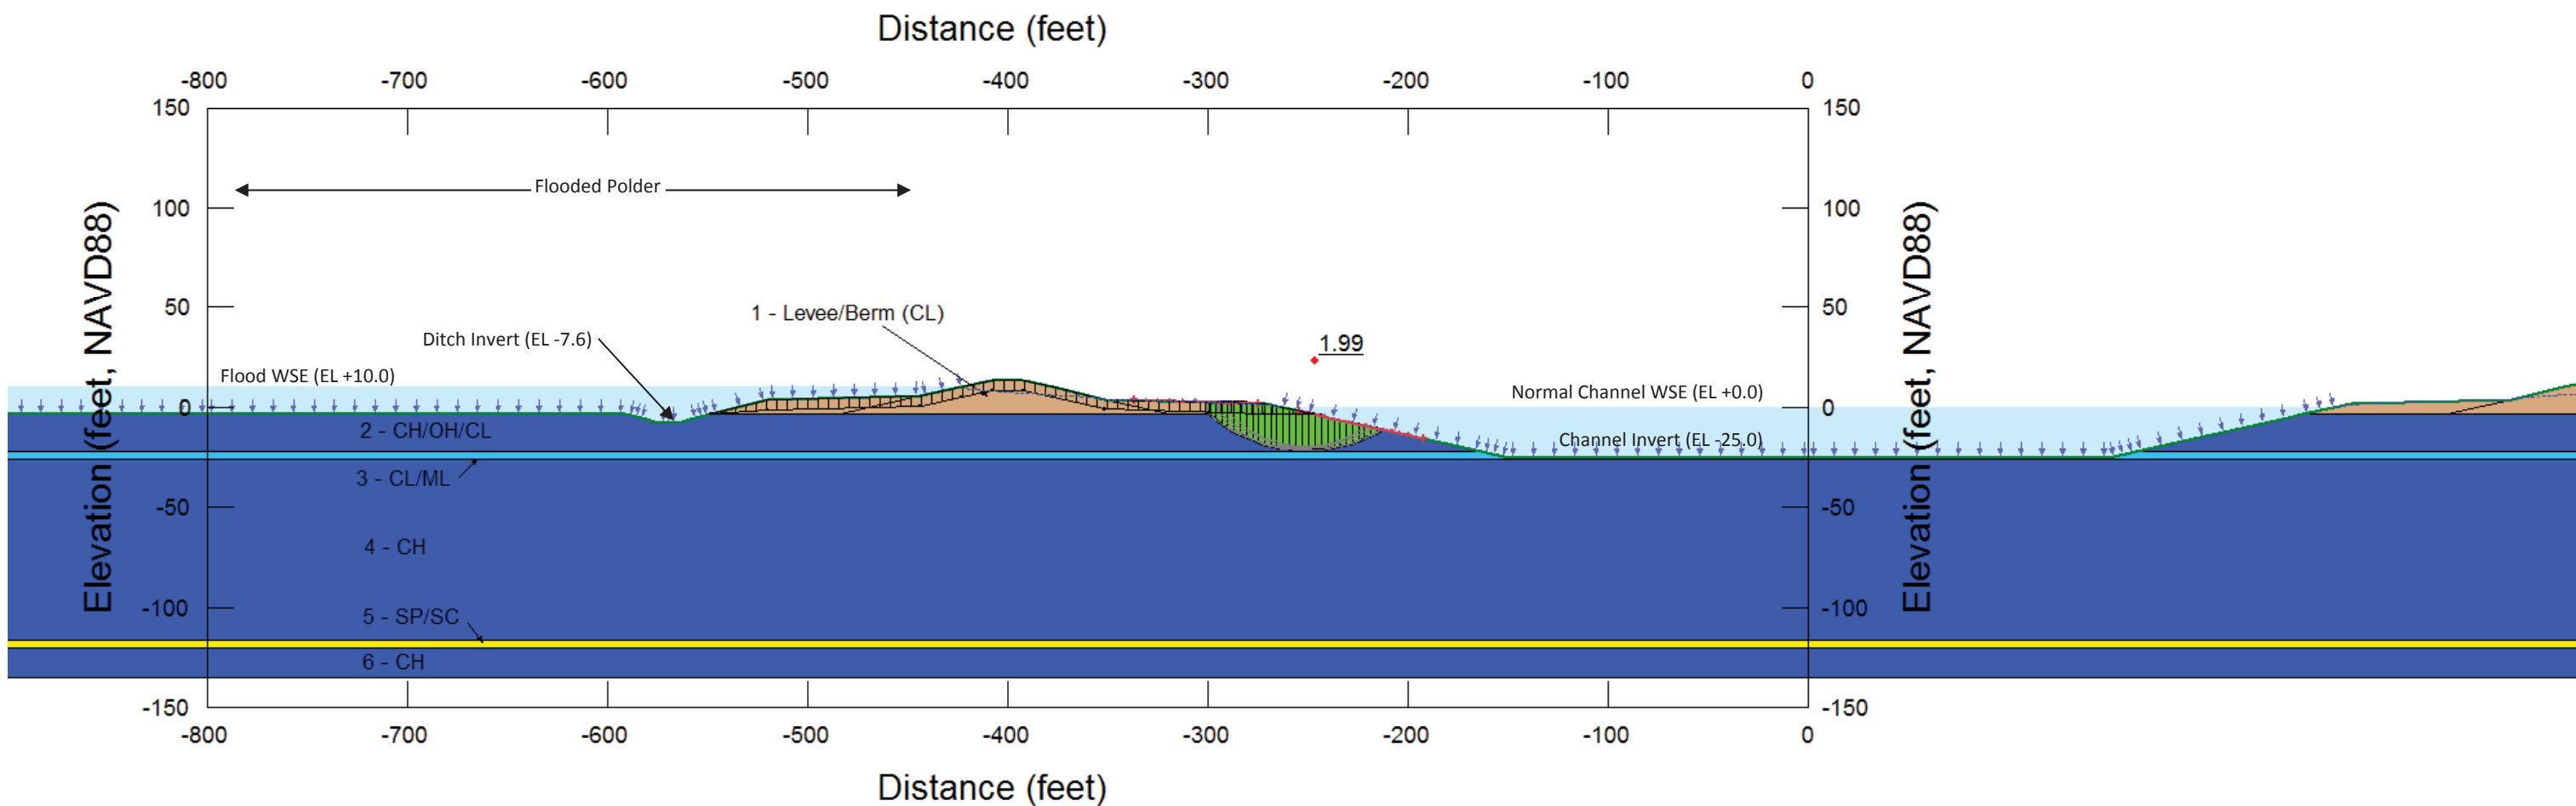 Distance (feet)
-800 -700 -600 -500 -400 -300 -200 -100 0
150 150
Flooded Polder
100 100
Elevation (feet, NAVD88) Elevation (feet, NAVD88)
50 50
1 - Levee/Berm (CL)
Ditch Invert (EL -7.6)
1.99
Flood WSE (EL +10.0)
Normal Channel WSE (EL +0.0)
0 0
2 - CH/OH/CL
Channel Invert (EL -25.0)
3 - CL/ML
-50 -50
4 - CH
-100 -100
5 - SP/SC
6 - CH
-150 -150
-800 -700 -600 -500 -400 -300 -200 -100 0
Distance (feet)